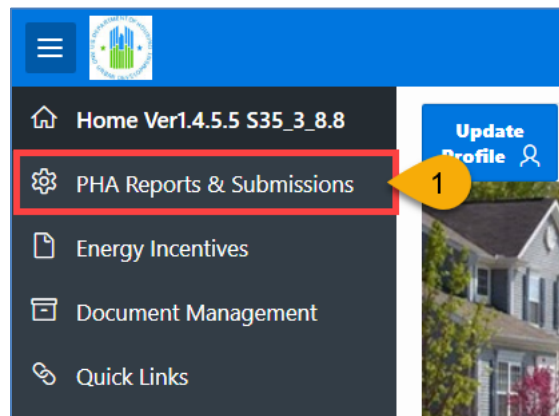 Home Ver1.4.5.5 S35_3_8.8
Update
Profile
PHA Reports & Submissions
1
Energy Incentives
Document Management
Quick Links